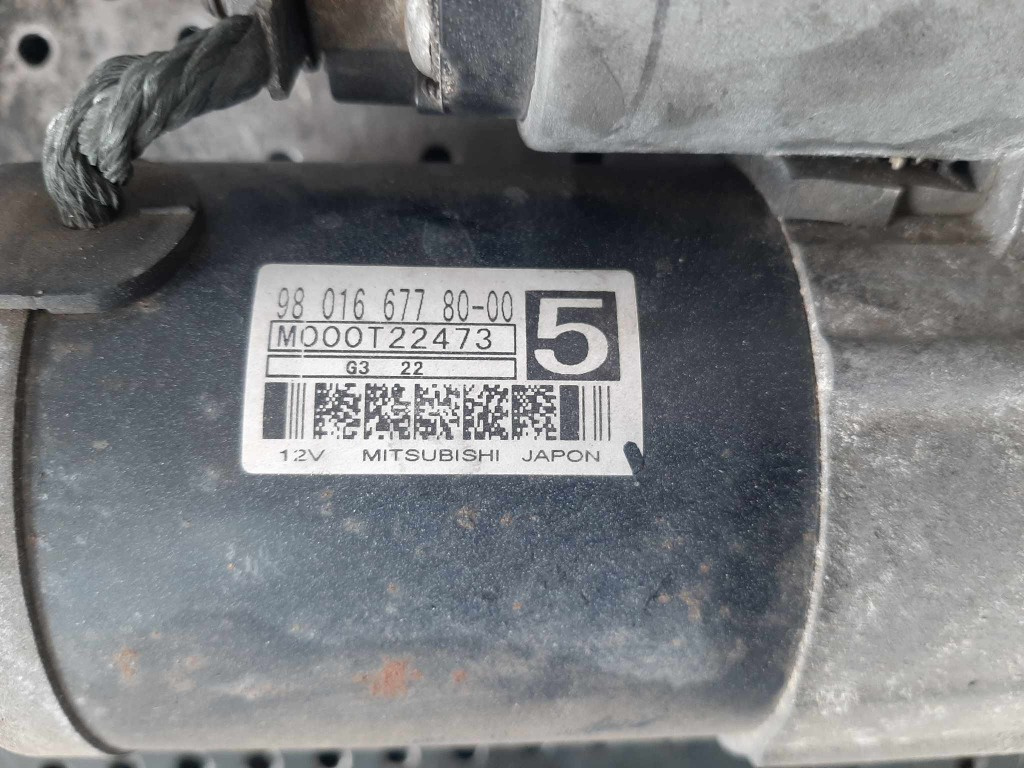 98 016 677 80-00
5
M000T22473
G3 22
12V MITSUBISHI JAPON